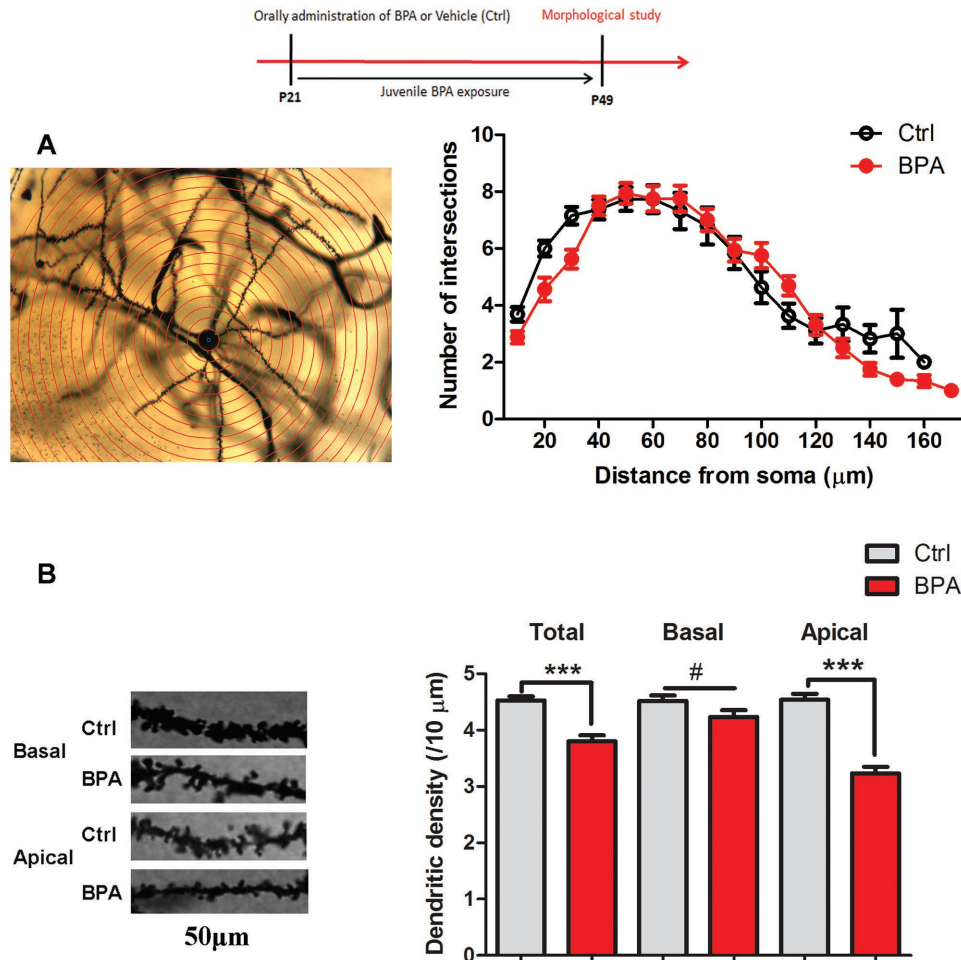 Orally administration of BPA or Vehicle (Ctrl)
Morphological study
Juvenile BPA exposure
P21
P49
A
Number of intersections
10
8
6
4
2
0
20 40 60 80 100 120 140 160
Distance from soma (μm)
Ctrl
BPA
B
Basal
Ctrl
BPA
Apical
Ctrl
BPA
50μm
Ctrl
BPA
Total Basal Apical
*** # ***
Dendritic density (/10 μm)
5
4
3
2
1
0